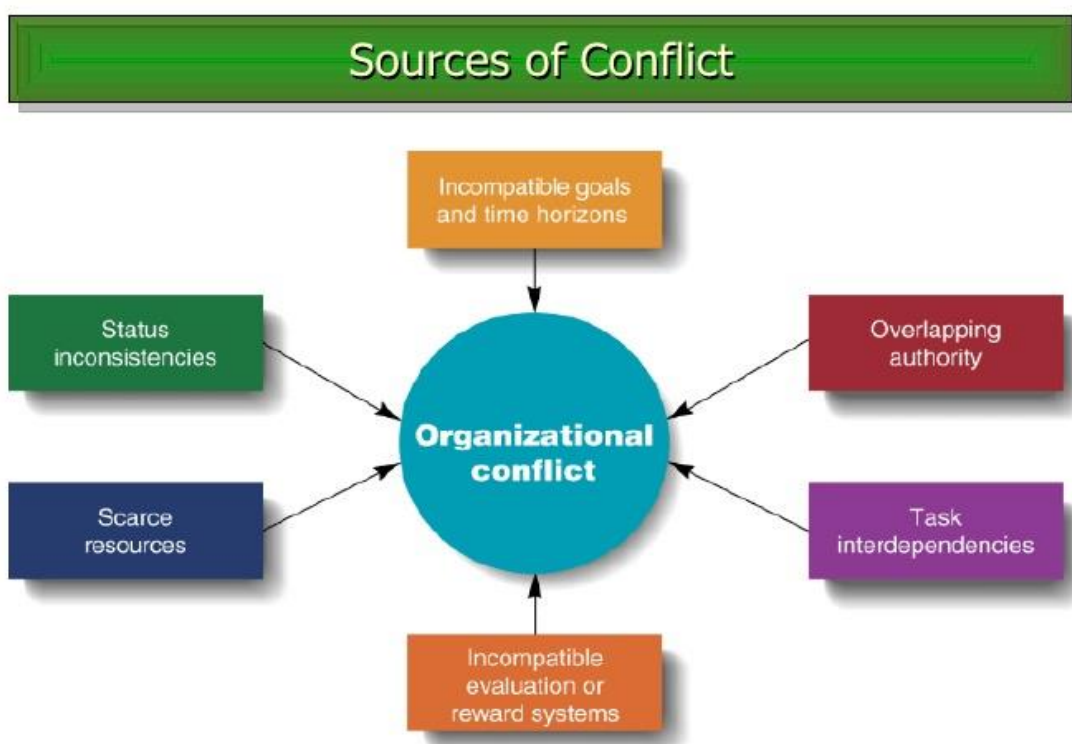 Sources of Conflict
Incompatible goals
and time horizons
Status
inconsistencies
Overlapping
authority
Organizational
conflict
Scarce
resources
Task
interdependencies
Incompatible
evaluation or
reward systems